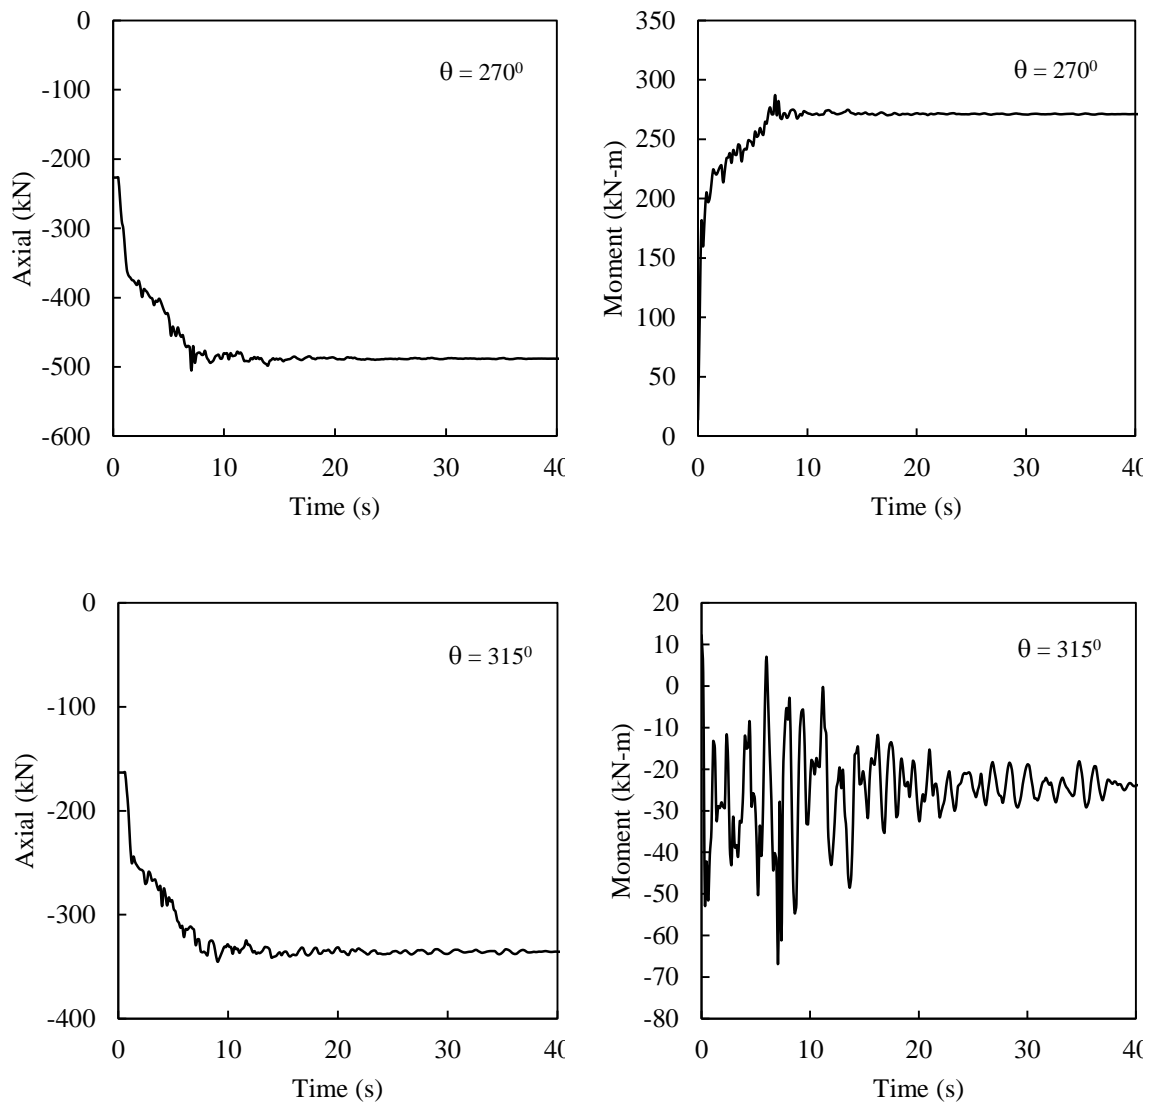 0
-100
-200
-300
-400
-500
-600
Axial (kN)
θ = 270⁰
0 10 20 30 40
Time (s)
350
300
250
200
150
100
50
0
Moment (kN-m)
θ = 270⁰
0 10 20 30 40
Time (s)
0
-100
-200
-300
-400
Axial (kN)
θ = 315⁰
0 10 20 30 40
Time (s)
20
10
0
-10
-20
-30
-40
-50
-60
-70
-80
Moment (kN-m)
θ = 315⁰
0 10 20 30 40
Time (s)